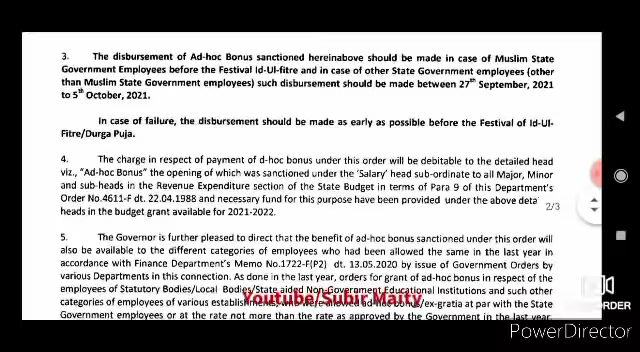 3. The disbursement of Ad-hoc Bonus sanctioned hereinabove should be made in case of Muslim State
Government Employees before the Festival Id-Ul-fitre and in case of other State Government employees (other
than Muslim State Government employees) such disbursement should be made between 27th September, 2021
to 5th October, 2021.
In case of failure, the disbursement should be made as early as possible before the Festival of Id-Ul-
Fitre/Durga Puja.
4. The charge in respect of payment of d-hoc bonus under this order will be debitable to the detailed head
viz., "Ad-hoc Bonus" the opening of which was sanctioned under the 'Salary' head sub-ordinate to all Major, Minor
and sub-heads in the Revenue Expenditure section of the State Budget in terms of Para 9 of this Department's
Order No.4611-F dt. 22.04.1988 and necessary fund for this purpose have been provided under the above deta
heads in the budget grant available for 2021-2022.
2/3
5. The Governor is further pleased to direct that the benefit of ad-hoc bonus sanctioned under this order will
also be available to the different categories of employees who had been allowed the same in the last year in
accordance with Finance Department's Memo No.1722-F(P2) dt. 13.05.2020 by issue of Government Orders by
various Departments in this connection. As done in the last year, orders for grant of ad-hoc bonus in respect of the
employees of Statutory Bodies/Local Bodies/State aided Non-Government Educational Institutions and such other
categories of employees of various establish /ex-gratia at par with the State
Youtube/Subir Maity
Government employees or at the rate not more than the rate as approved by the Government in the last year.
ORDER
PowerDirector